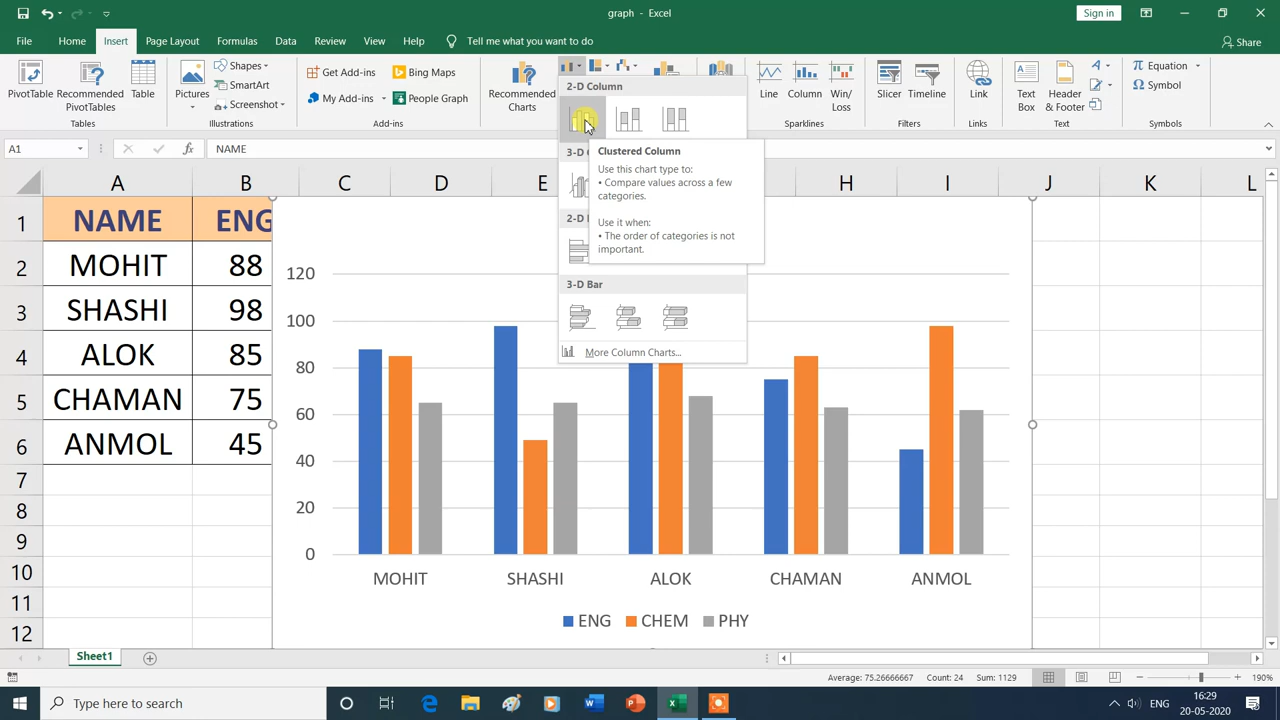 graph - Excel
Sign in
File Home Insert Page Layout Formulas Data Review View Help Tell me what you want to do Share
PivotTable
Recommended PivotTables
Tables
Pictures
Shapes
SmartArt
Screenshot
Illustrations
Get Add-ins
My Add-ins
Bing Maps
People Graph
Add-ins
Recommended Charts
Line
Column
Win/Loss
Sparklines
Slicer
Timeline
Filters
Link
Links
Text Box
Header & Footer
Text
Equation
Symbol
Symbols
2-D Column
3-D
2-D
3-D Bar
More Column Charts...
Clustered Column
Use this chart type to:
• Compare values across a few
categories.
Use it when:
• The order of categories is not
important.
A1
fx
NAME
A B C D E H I J K L
1 NAME ENG
2 MOHIT 88
3 SHASHI 98
4 ALOK 85
5 CHAMAN 75
6 ANMOL 45
7
8
9
10
11
12
120
100
80
60
40
20
0
MOHIT SHASHI ALOK CHAMAN ANMOL
ENG CHEM PHY
Sheet1
Average: 75.26666667 Count: 24 Sum: 1129 190%
Type here to search
ENG
16:29
20-05-2020